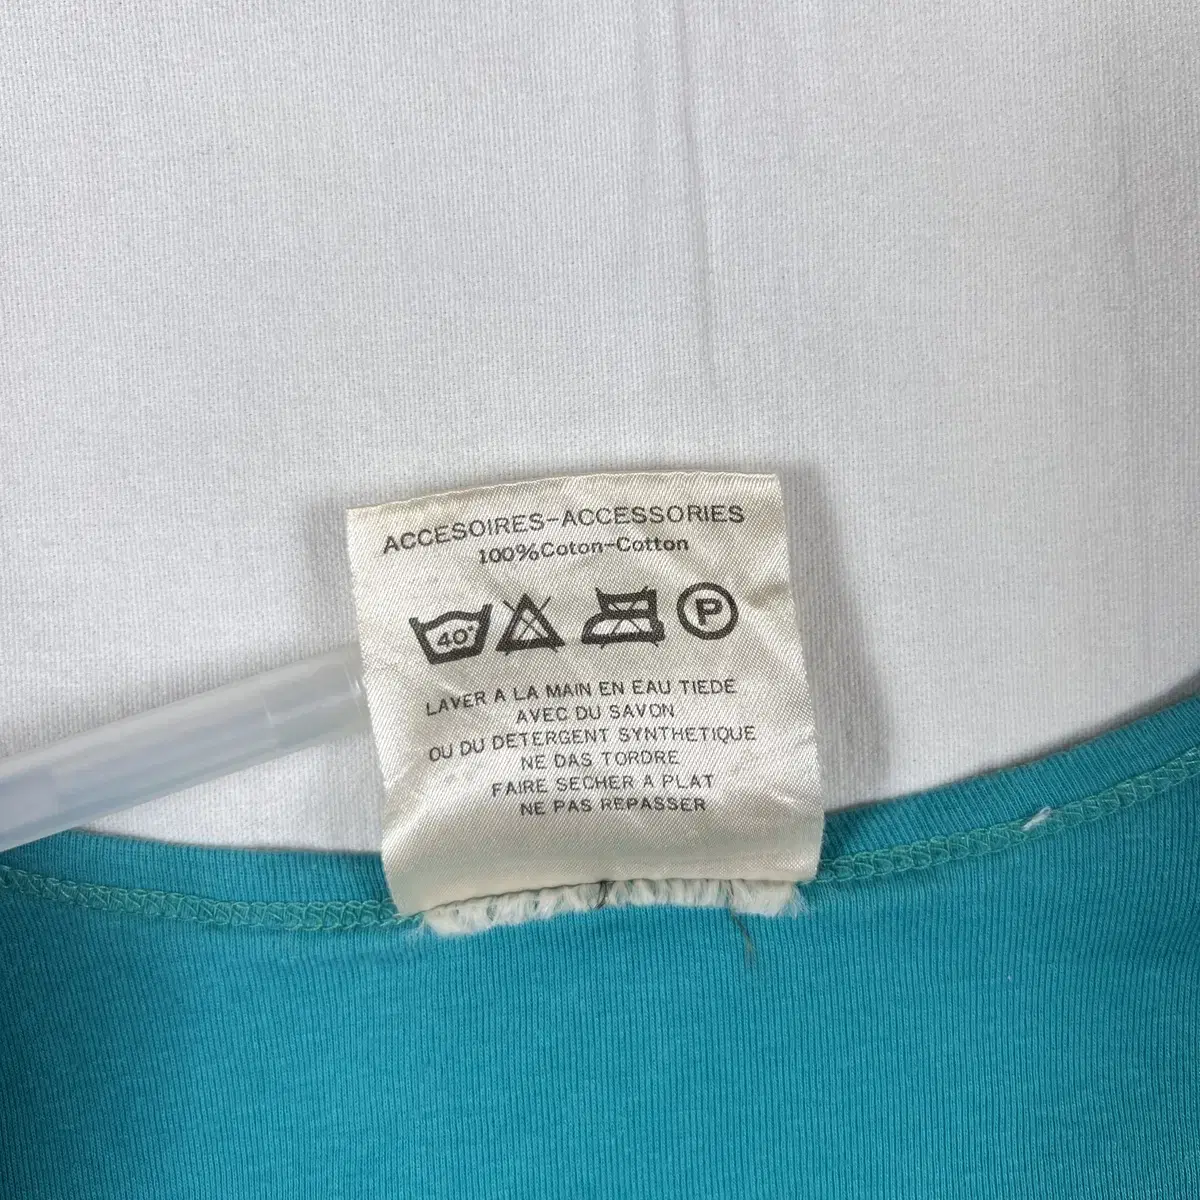 ACCESOIRES-ACCESSORIES
100%Coton-Cotton
40° P
LAVER A LA MAIN EN EAU TIEDE
AVEC DU SAVON
OU DU DETERGENT SYNTHETIQUE
NE DAS TORDRE
FAIRE SECHER A PLAT
NE PAS REPASSER